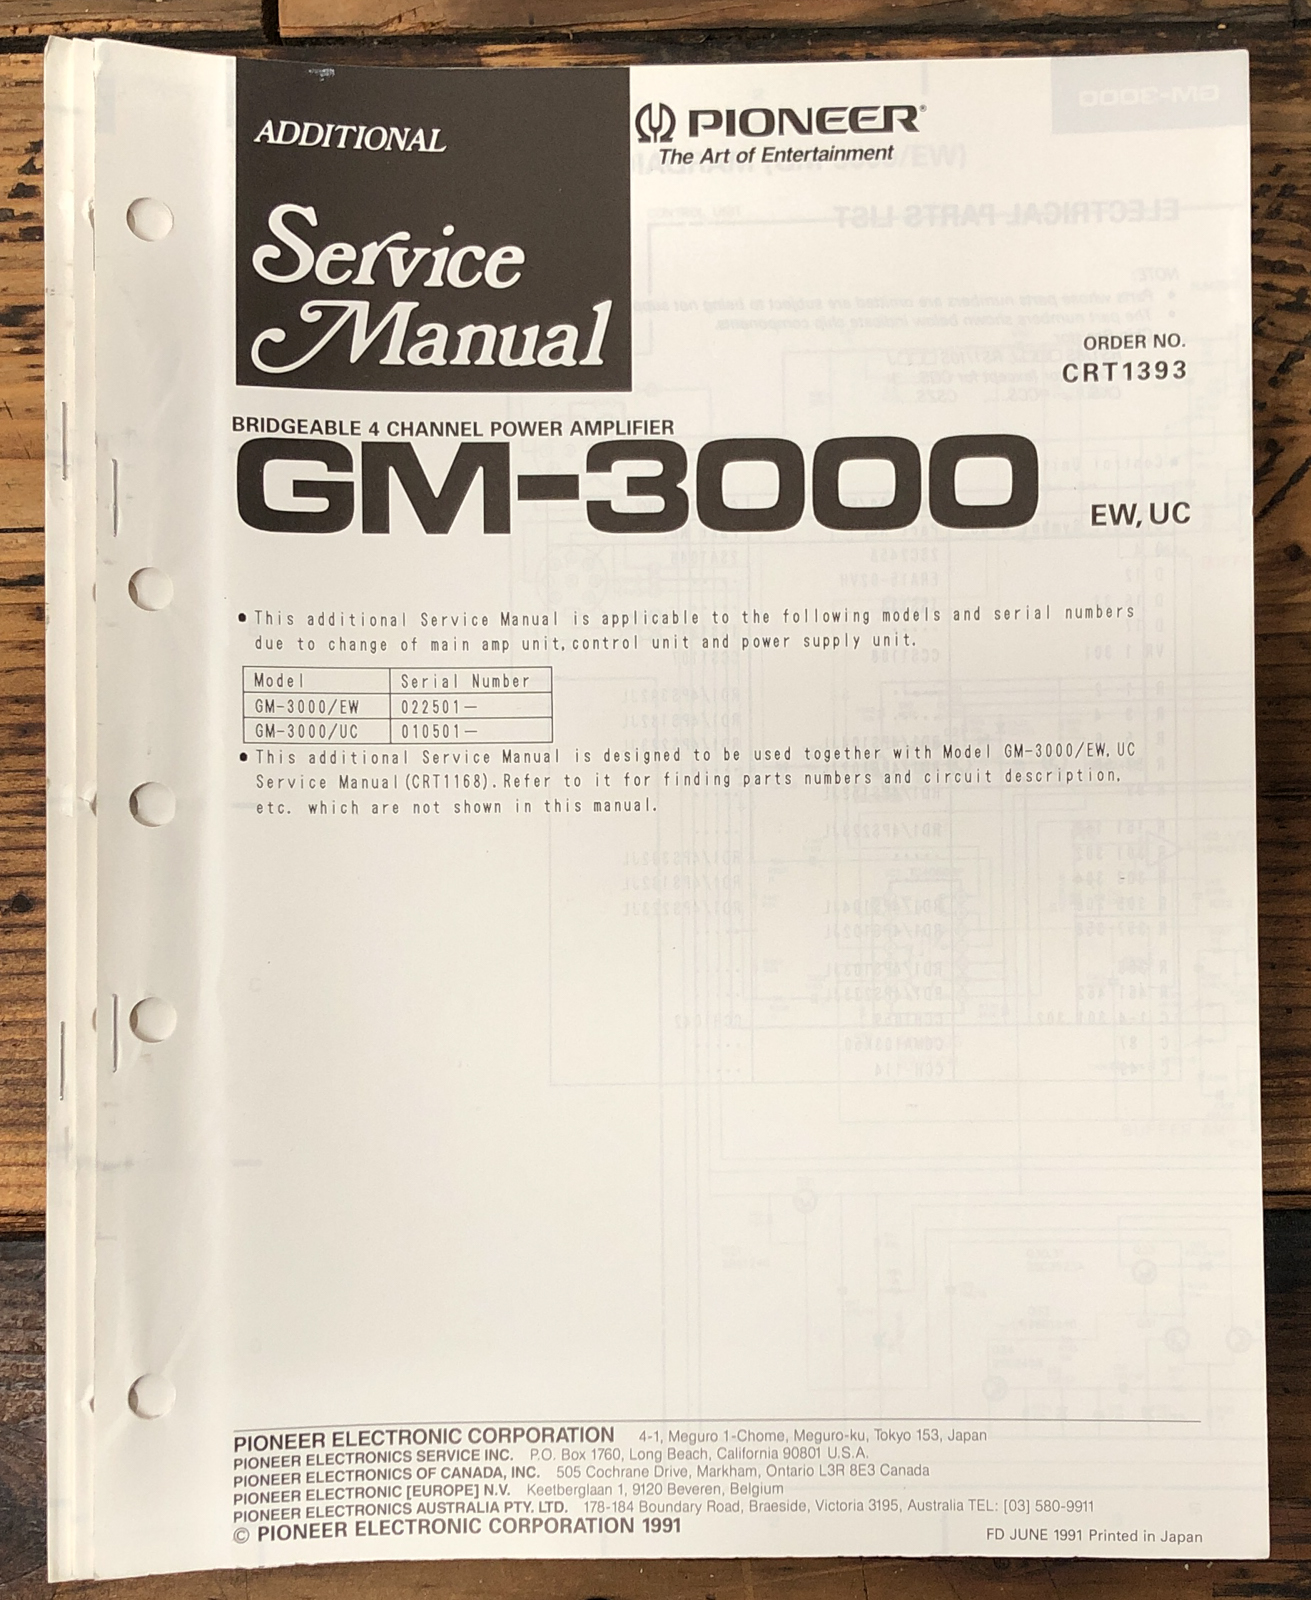 ADDITIONAL
Service
Manual
PIONEER®
The Art of Entertainment
ORDER NO.
CRT1393
BRIDGEABLE 4 CHANNEL POWER AMPLIFIER
GM-3000 EW, UC
● This additional Service Manual is applicable to the following models and serial numbers
due to change of main amp unit, control unit and power supply unit.
Model Serial Number
GM-3000/EW 022501—
GM-3000/UC 010501—
● This additional Service Manual is designed to be used together with Model GM-3000/EW, UC
Service Manual (CRT1168). Refer to it for finding parts numbers and circuit description,
etc. which are not shown in this manual.
PIONEER ELECTRONIC CORPORATION 4-1, Meguro 1-Chome, Meguro-ku, Tokyo 153, Japan
PIONEER ELECTRONICS SERVICE INC. P.O. Box 1760, Long Beach, California 90801 U.S.A.
PIONEER ELECTRONICS OF CANADA, INC. 505 Cochrane Drive, Markham, Ontario L3R 8E3 Canada
PIONEER ELECTRONIC [EUROPE] N.V. Keetberglaan 1, 9120 Beveren, Belgium
PIONEER ELECTRONICS AUSTRALIA PTY. LTD. 178-184 Boundary Road, Braeside, Victoria 3195, Australia TEL: [03] 580-9911
© PIONEER ELECTRONIC CORPORATION 1991
FD JUNE 1991 Printed in Japan